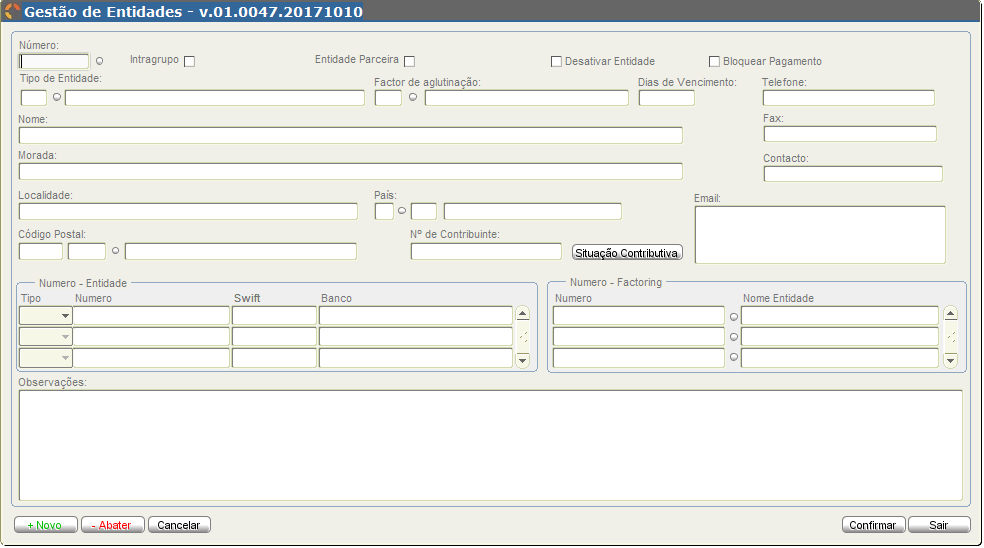 Gestão de Entidades - v.01.0047.20171010
Número:
Intragrupo
Entidade Parceira
Desativar Entidade
Bloquear Pagamento
Tipo de Entidade:
Factor de aglutinação:
Dias de Vencimento:
Telefone:
Nome:
Fax:
Morada:
Contacto:
Localidade:
País:
Email:
Código Postal:
Nº de Contribuinte:
Situação Contributiva
Numero - Entidade
Numero - Factoring
Tipo Numero Swift Banco
Numero Nome Entidade
Observações:
+ Novo - Abater Cancelar Confirmar Sair